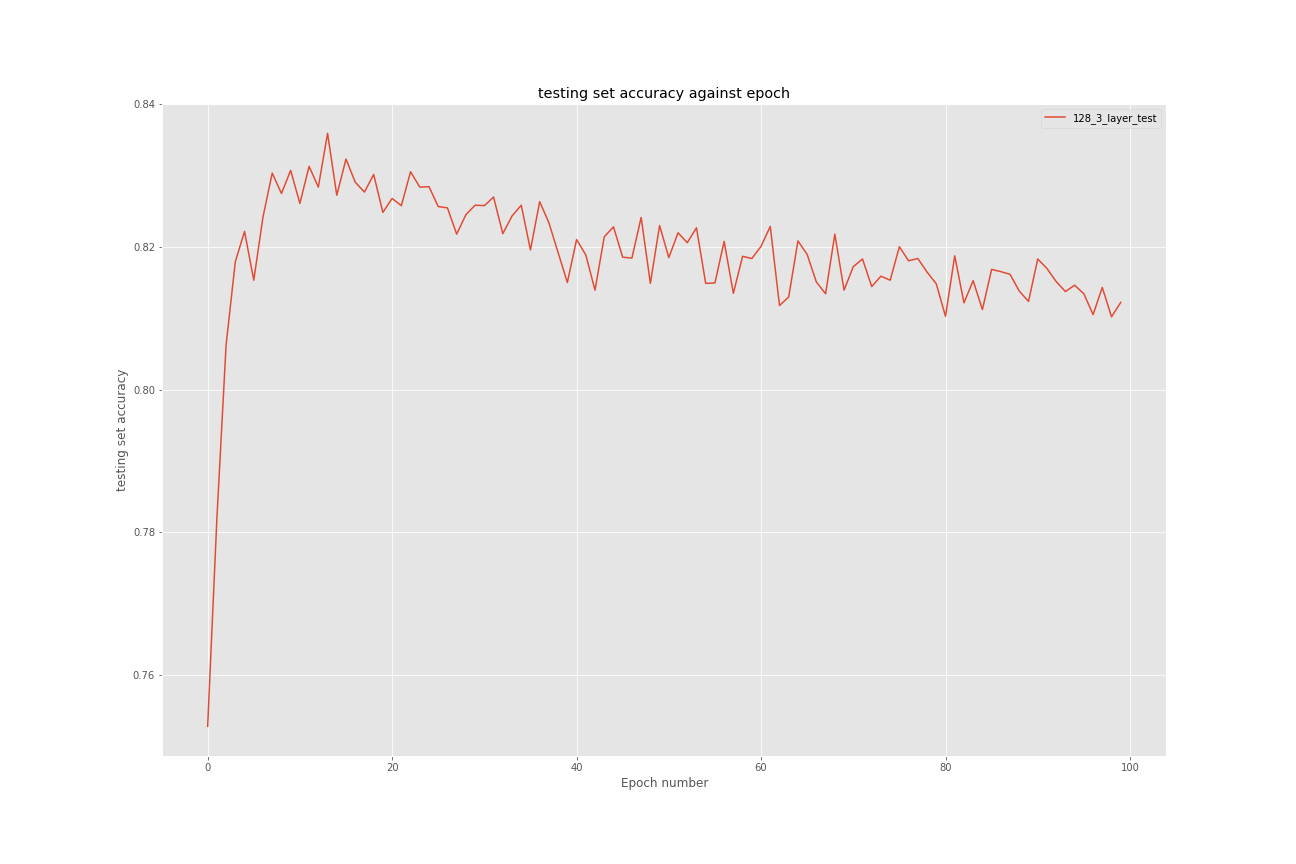 testing set accuracy against epoch
128_3_layer_test
testing set accuracy
0.84
0.82
0.80
0.78
0.76
0 20 40 60 80 100
Epoch number